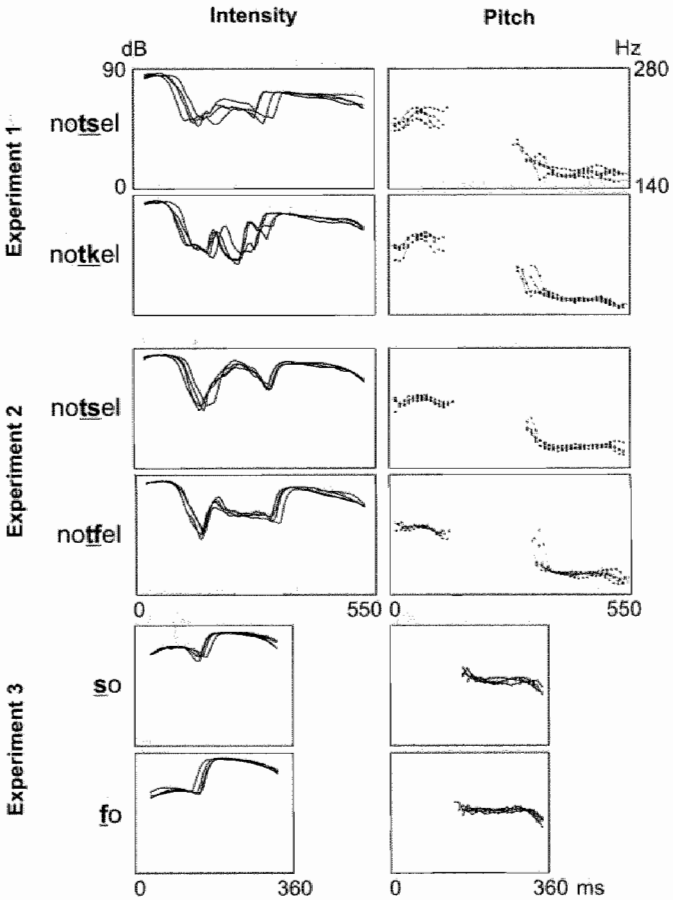 Intensity
Pitch
dB
Hz
90
280
Experiment 1
notsel
0
140
notkel
Experiment 2
notsel
notfel
0
550
0
550
Experiment 3
so
fo
0
360
0
360 ms